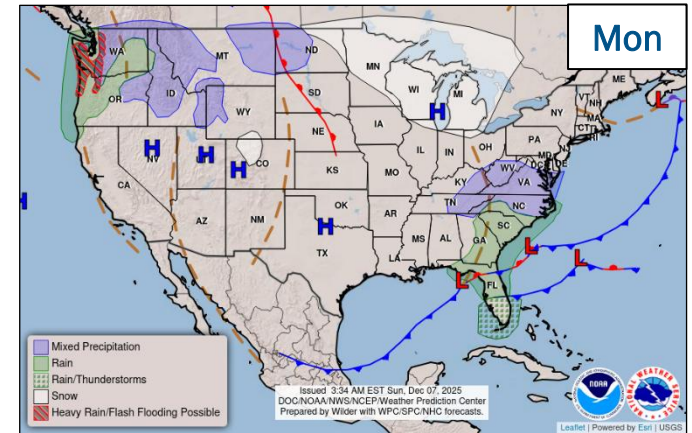 Mon
WA
MT
ND
MN
ME
OR
ID
SD
WI
MI
VT
NH
WY
NY
MA
CT
RI
H
H
H
H
H
H
NE
IA
PA
NJ
NV
UT
CO
IL
IN
OH
MD
DE
DC
WV
VA
CA
KS
MO
KY
TN
NC
AZ
NM
OK
AR
SC
TX
MS
AL
GA
LA
FL
L
L
L
L
Mixed Precipitation
Rain
Rain/Thunderstorms
Snow
Heavy Rain/Flash Flooding Possible
Issued 3:34 AM EST Sun, Dec 07, 2025
DOC/NOAA/NWS/NCEP/Weather Prediction Center
Prepared by Wilder with WPC/SPC/NHC forecasts.
NOAA
Leaflet | Powered by Esri | USGS